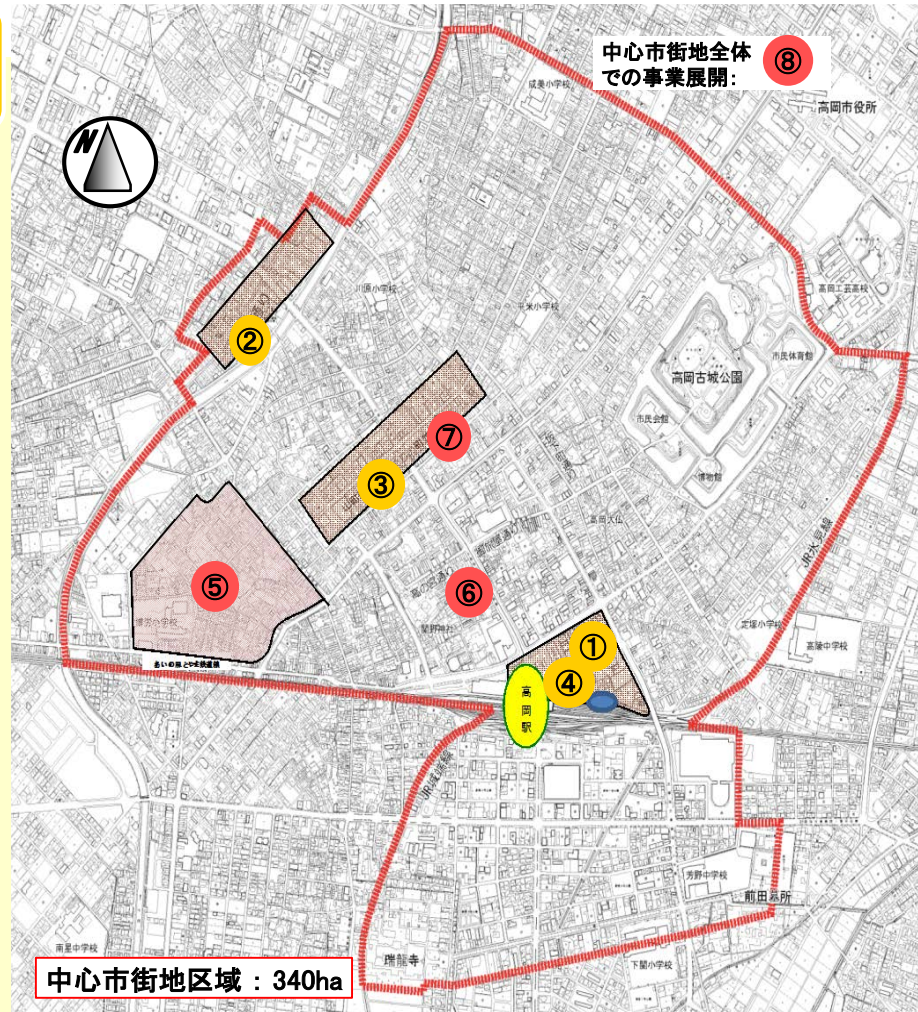 中心市街地全体
での事業展開:
⑧
成美小学校
高岡市役所
N
川原小学校
平米小学校
高岡工芸高校
②
市民体育館
高岡古城公園
市民会館
⑦
博物館
③
高岡大仏
JR氷見線
⑤
⑥
博労小学校
関野神社
定塚小学校
①
高陵中学校
あいの風とやま鉄道線
④
高岡駅
JR城端線
芳野中学校
前田墓所
南星中学校
瑞龍寺
下関小学校
中心市街地区域：340ha